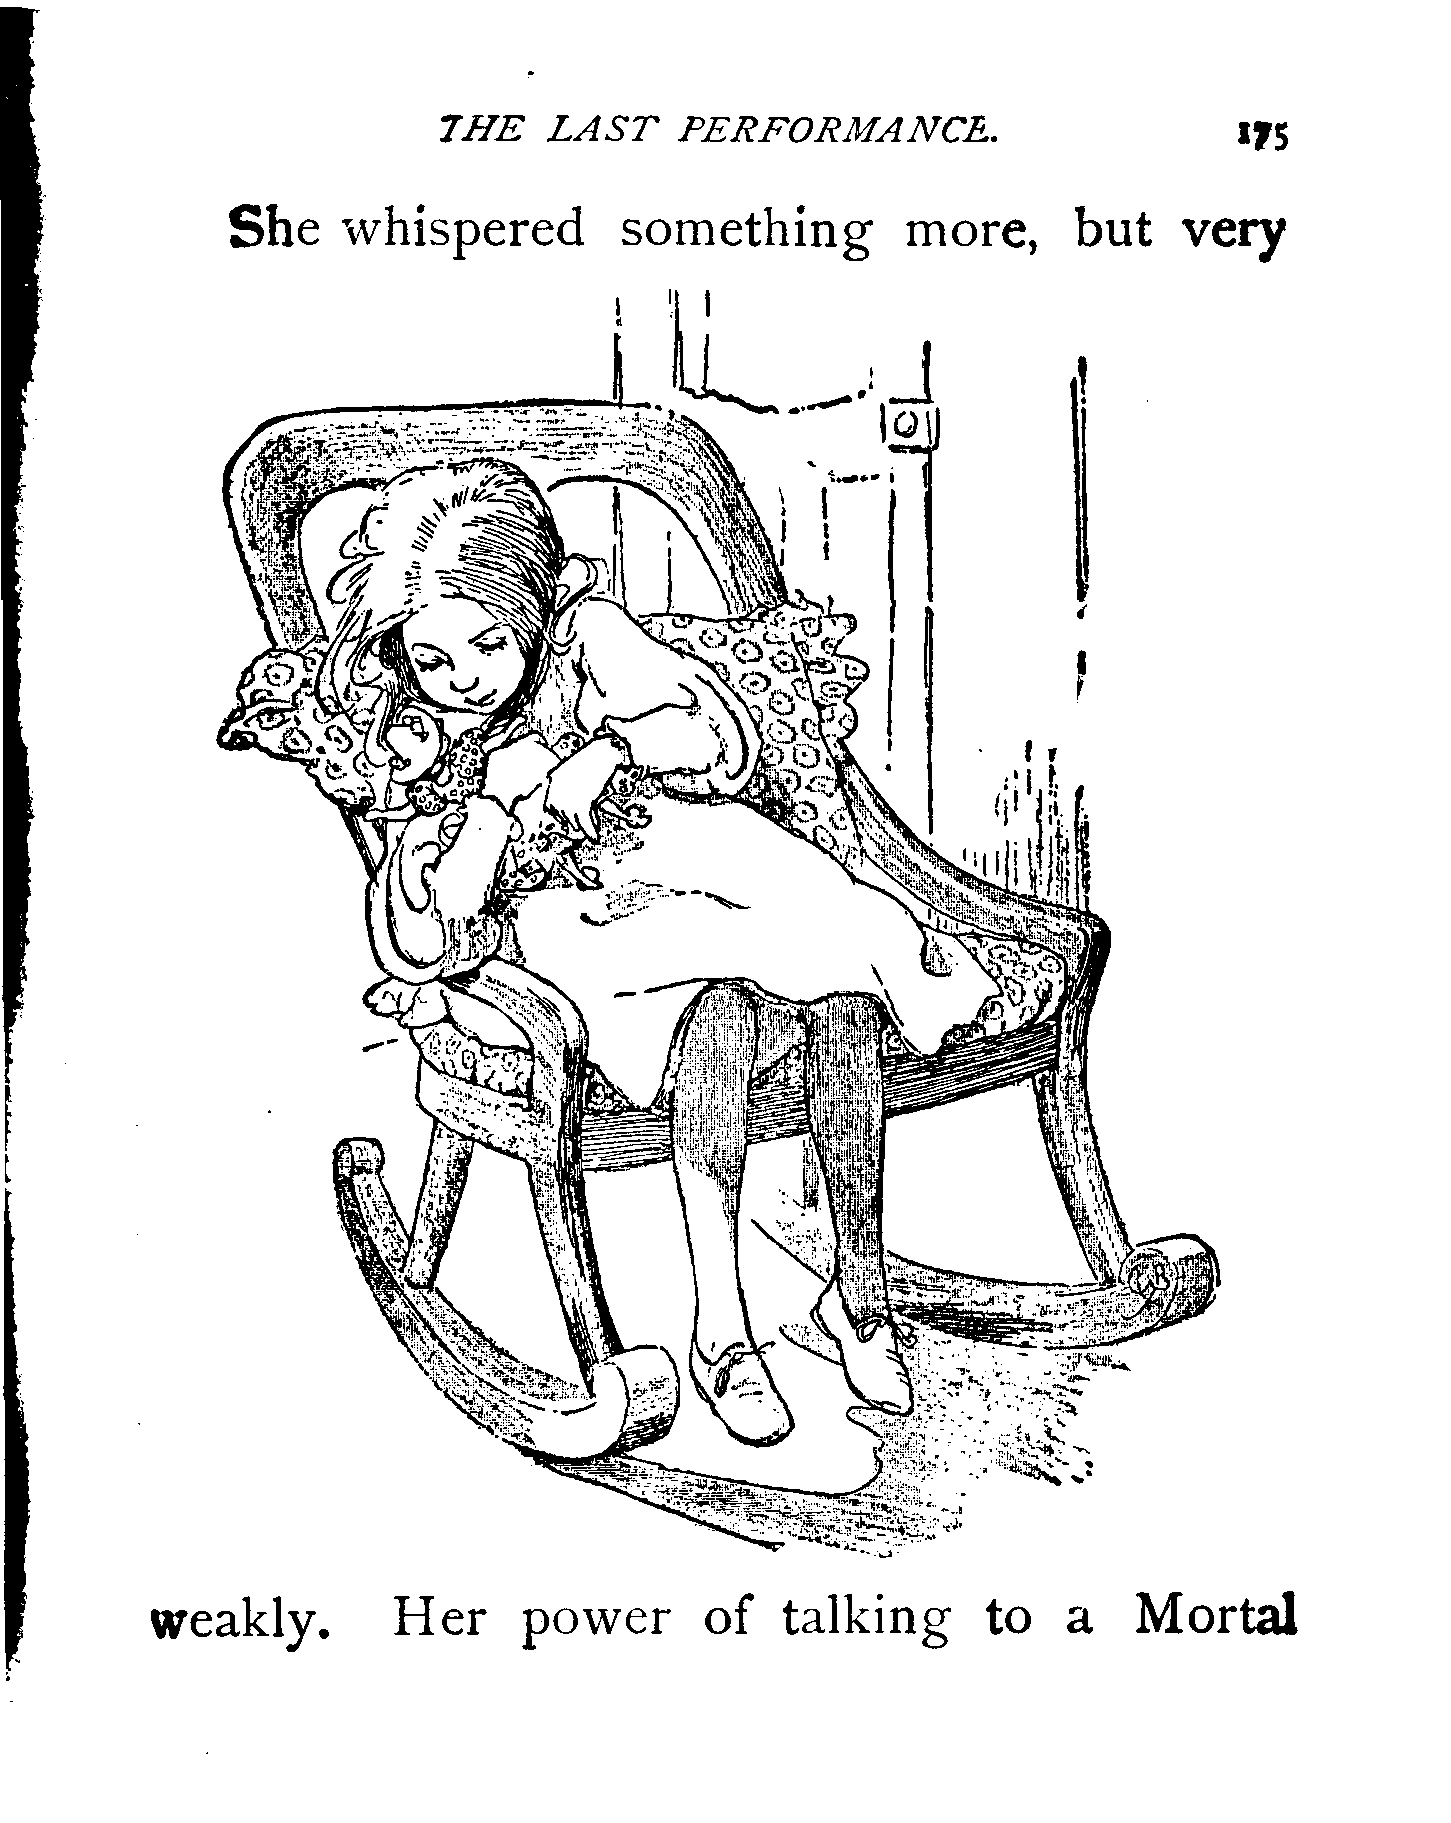 THE LAST PERFORMANCE. 175
She whispered something more, but very
weakly. Her power of talking to a Mortal